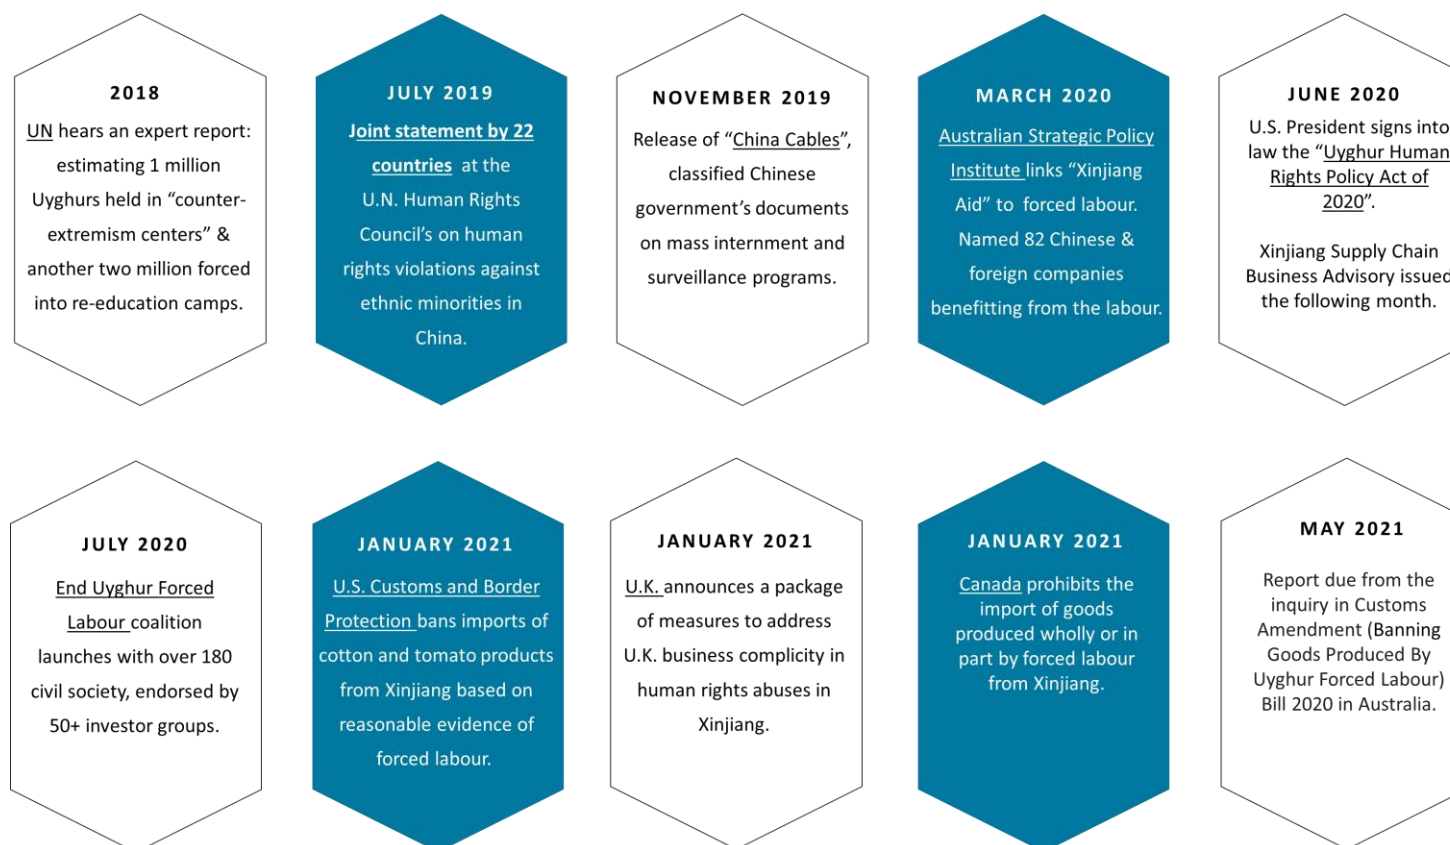 2018
UN hears an expert report:
estimating 1 million
Uyghurs held in “counter-
extremism centers” &
another two million forced
into re-education camps.
JULY 2019
Joint statement by 22
countries at the
U.N. Human Rights
Council’s on human
rights violations against
ethnic minorities in
China.
NOVEMBER 2019
Release of “China Cables”,
classified Chinese
government’s documents
on mass internment and
surveillance programs.
MARCH 2020
Australian Strategic Policy
Institute links “Xinjiang
Aid” to forced labour.
Named 82 Chinese &
foreign companies
benefitting from the labour.
JUNE 2020
U.S. President signs into
law the “Uyghur Human
Rights Policy Act of
2020”.
Xinjiang Supply Chain
Business Advisory issued
the following month.
JULY 2020
End Uyghur Forced
Labour coalition
launches with over 180
civil society, endorsed by
50+ investor groups.
JANUARY 2021
U.S. Customs and Border
Protection bans imports of
cotton and tomato products
from Xinjiang based on
reasonable evidence of
forced labour.
JANUARY 2021
U.K. announces a package
of measures to address
U.K. business complicity in
human rights abuses in
Xinjiang.
JANUARY 2021
Canada prohibits the
import of goods
produced wholly or in
part by forced labour
from Xinjiang.
MAY 2021
Report due from the
inquiry in Customs
Amendment (Banning
Goods Produced By
Uyghur Forced Labour)
Bill 2020 in Australia.